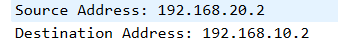 Source Address: 192.168.20.2
Destination Address: 192.168.10.2